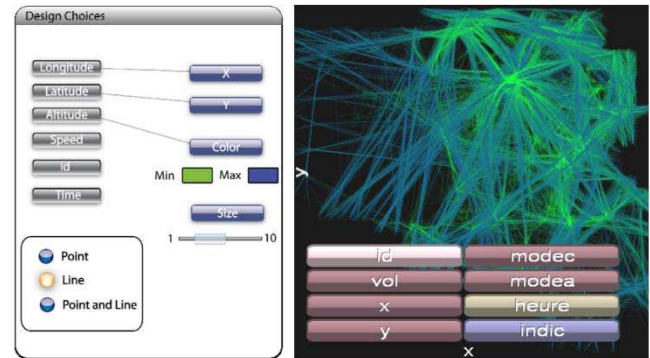 Design Choices
Longitude
X
Latitude
Y
Altitude
Speed
Color
Id
Min
Max
Time
Size
1
10
Point
Line
Point and Line
y
id
modec
vol
modea
x
heure
y
indic
x